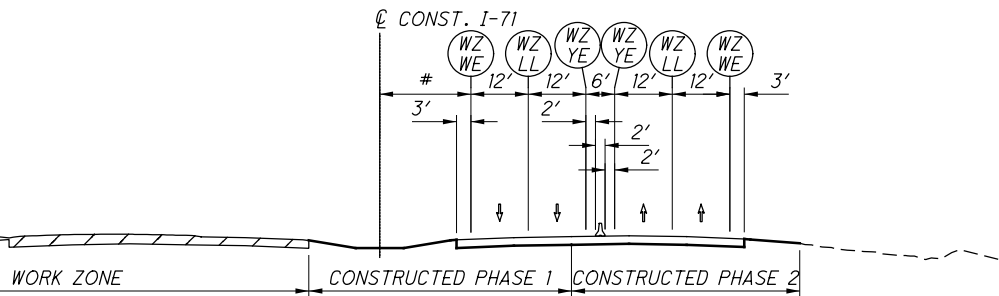 ℄ CONST. I-71
WZ WE
WZ LL
WZ YE
WZ YE
WZ LL
WZ WE
# 12' 12' 6' 12' 12' 3'
3' 2'
2'
2'
WORK ZONE CONSTRUCTED PHASE 1 CONSTRUCTED PHASE 2